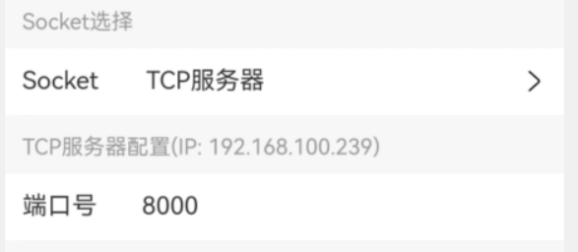 Socket选择
Socket TCP服务器
TCP服务器配置(IP: 192.168.100.239)
端口号 8000